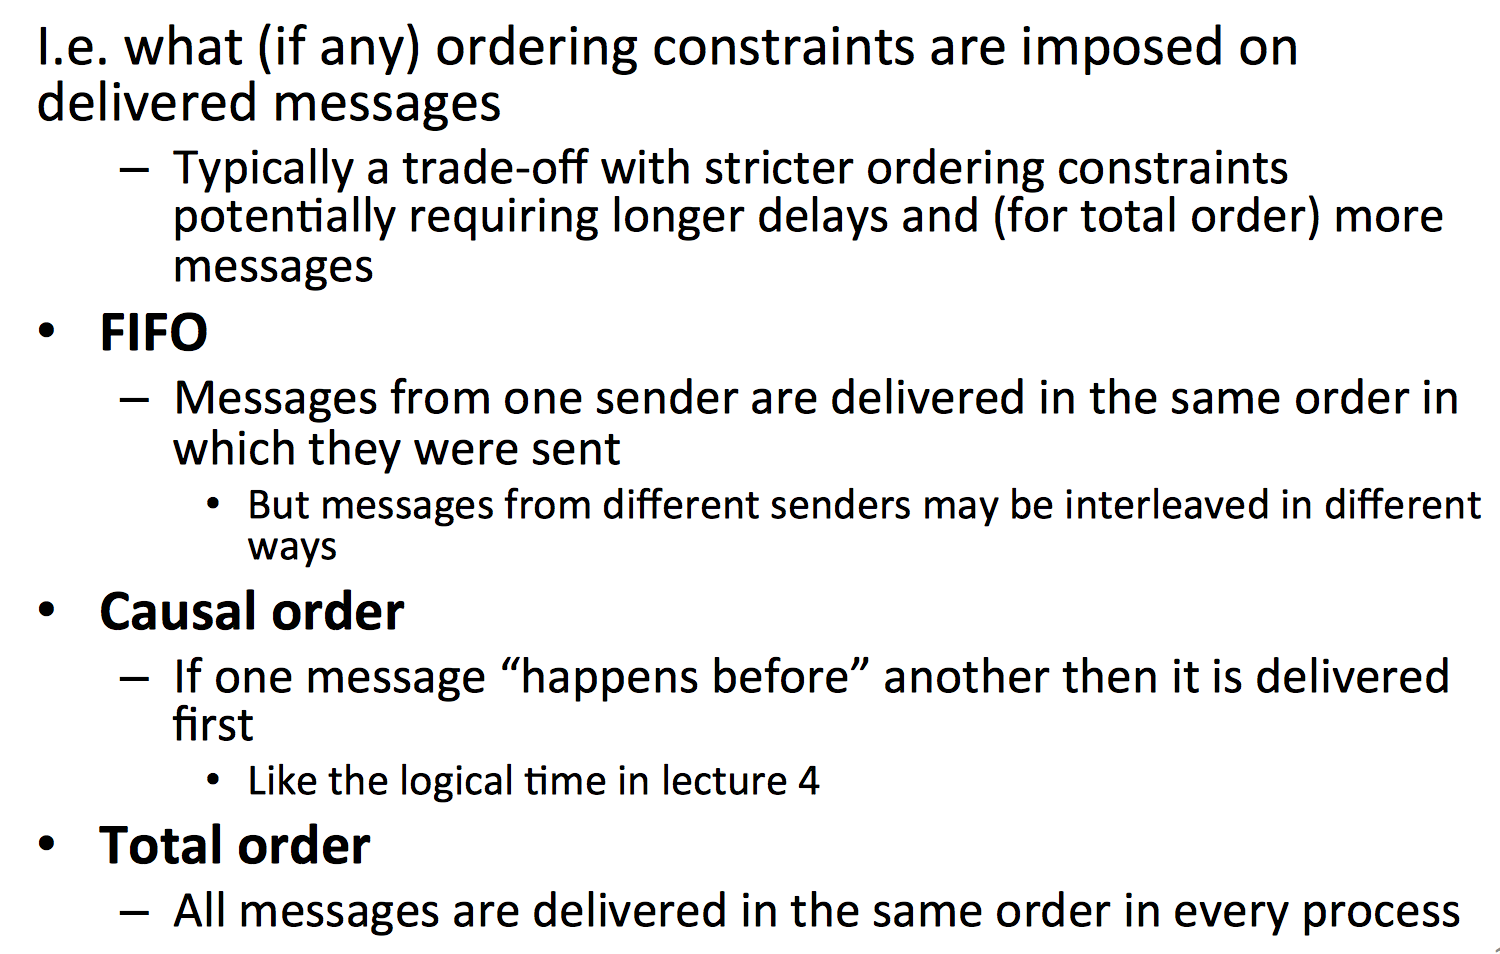 I.e. what (if any) ordering constraints are imposed on
delivered messages
– Typically a trade-off with stricter ordering constraints
potentially requiring longer delays and (for total order) more
messages
• FIFO
– Messages from one sender are delivered in the same order in
which they were sent
• But messages from different senders may be interleaved in different
ways
• Causal order
– If one message “happens before” another then it is delivered
first
• Like the logical time in lecture 4
• Total order
– All messages are delivered in the same order in every process